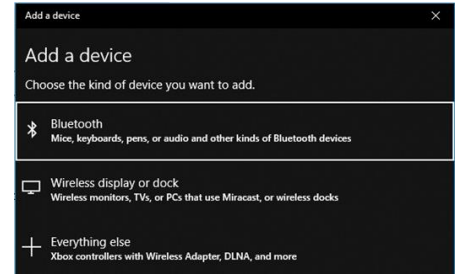 Add a device
Add a device
Choose the kind of device you want to add.
Bluetooth
Mice, keyboards, pens, or audio and other kinds of Bluetooth devices
Wireless display or dock
Wireless monitors, TVs, or PCs that use Miracast, or wireless docks
Everything else
Xbox controllers with Wireless Adapter, DLNA, and more